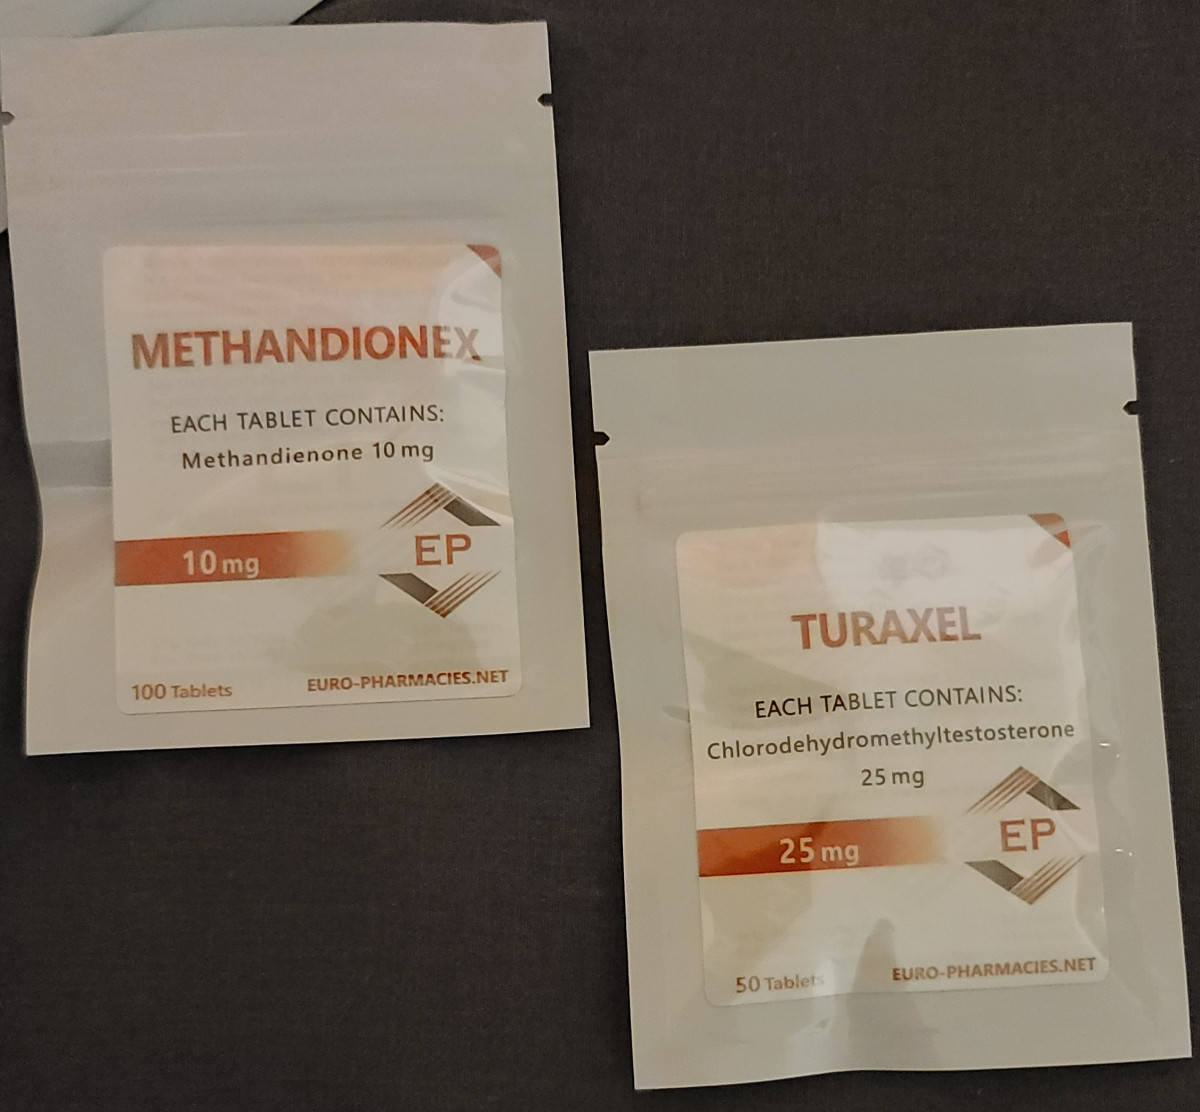 METHANDIONEX
EACH TABLET CONTAINS:
Methandienone 10 mg
10 mg
EP
100 Tablets
EURO-PHARMACIES.NET
TURAXEL
EACH TABLET CONTAINS:
Chlorodehydromethyltestosterone
25 mg
25 mg
EP
50 Tablets
EURO-PHARMACIES.NET